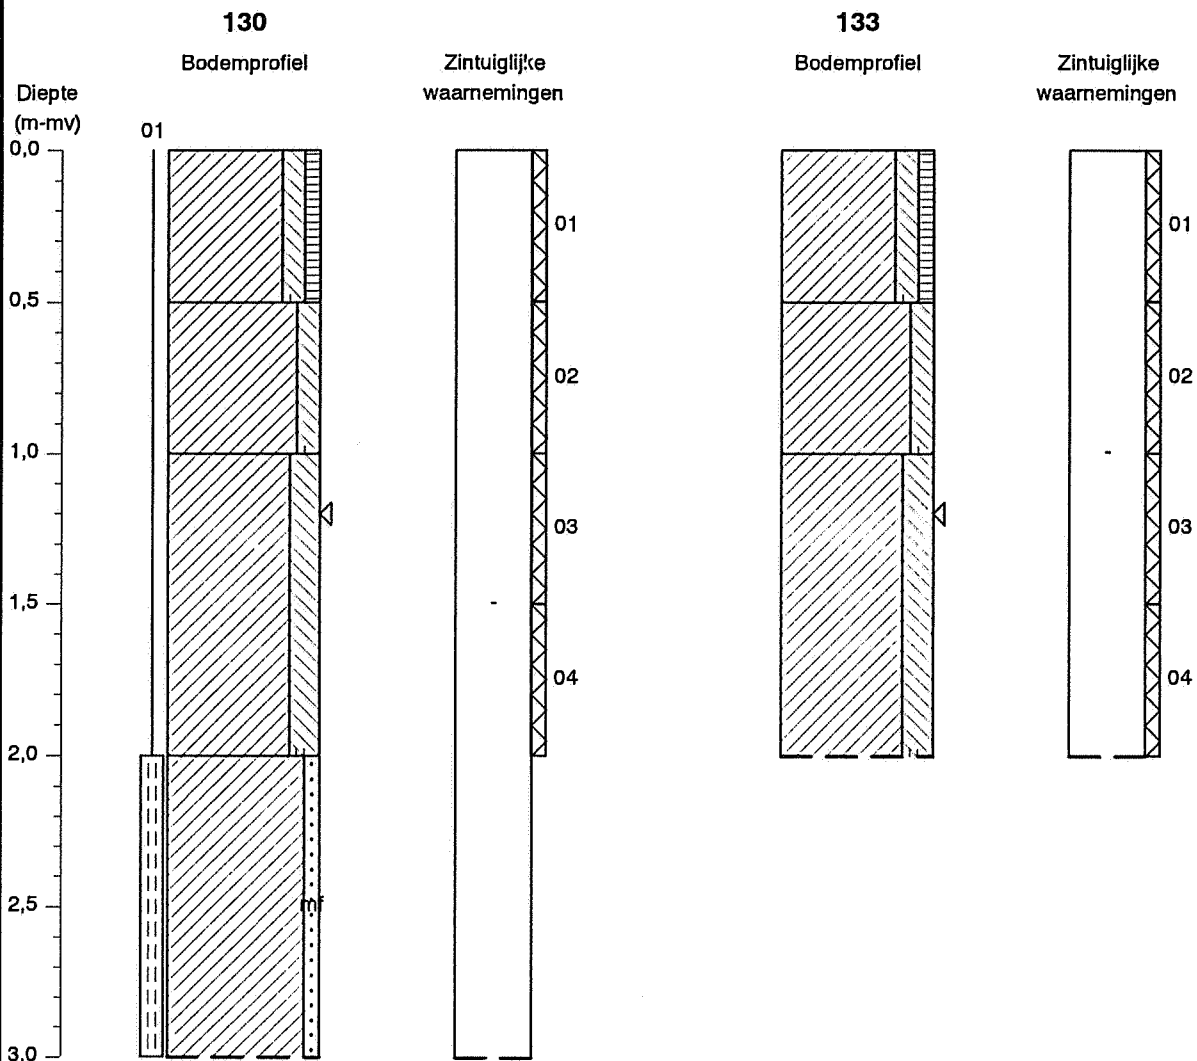 130 133
Bodemprofiel Zintuiglijke Bodemprofiel Zintuiglijke
Diepte waarnemingen waarnemingen
(m-mv) 01
0,0
01 01
0,5
02 02
1,0
03 03
1,5
04 04
2,0
2,5 mf
3,0